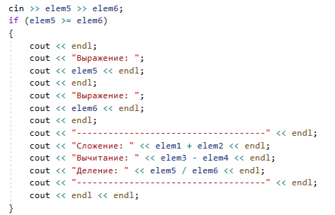 cin >> elem5 >> elem6;
if (elem5 >= elem6)
{
cout << endl;
cout << "Выражение: ";
cout << elem5 << endl;
cout << endl;
cout << "Выражение: ";
cout << elem6 << endl;
cout << endl;
cout << "------------------------------------" << endl;
cout << "Сложение: " << elem1 + elem2 << endl;
cout << "Вычитание: " << elem3 - elem4 << endl;
cout << "Деление: " << elem5 / elem6 << endl;
cout << "------------------------------------" << endl;
cout << endl << endl;
}